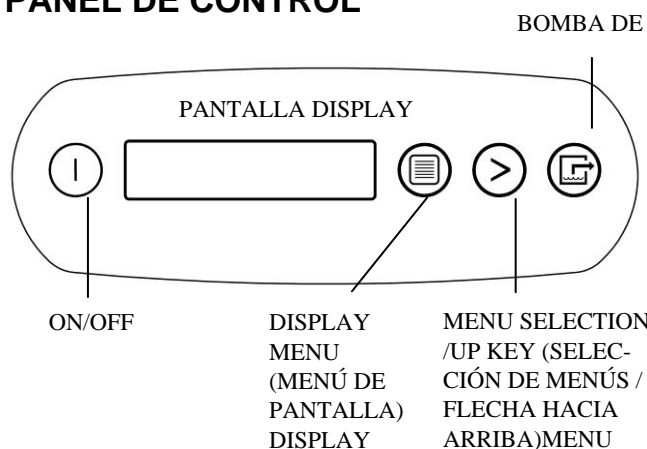 PANEL DE CONTROL
BOMBA DE
PANTALLA DISPLAY
ON/OFF
DISPLAY
MENU
(MENÚ DE
PANTALLA)
DISPLAY
MENU SELECTION
/UP KEY (SELEC-
CIÓN DE MENÚS /
FLECHA HACIA
ARRIBA)MENU